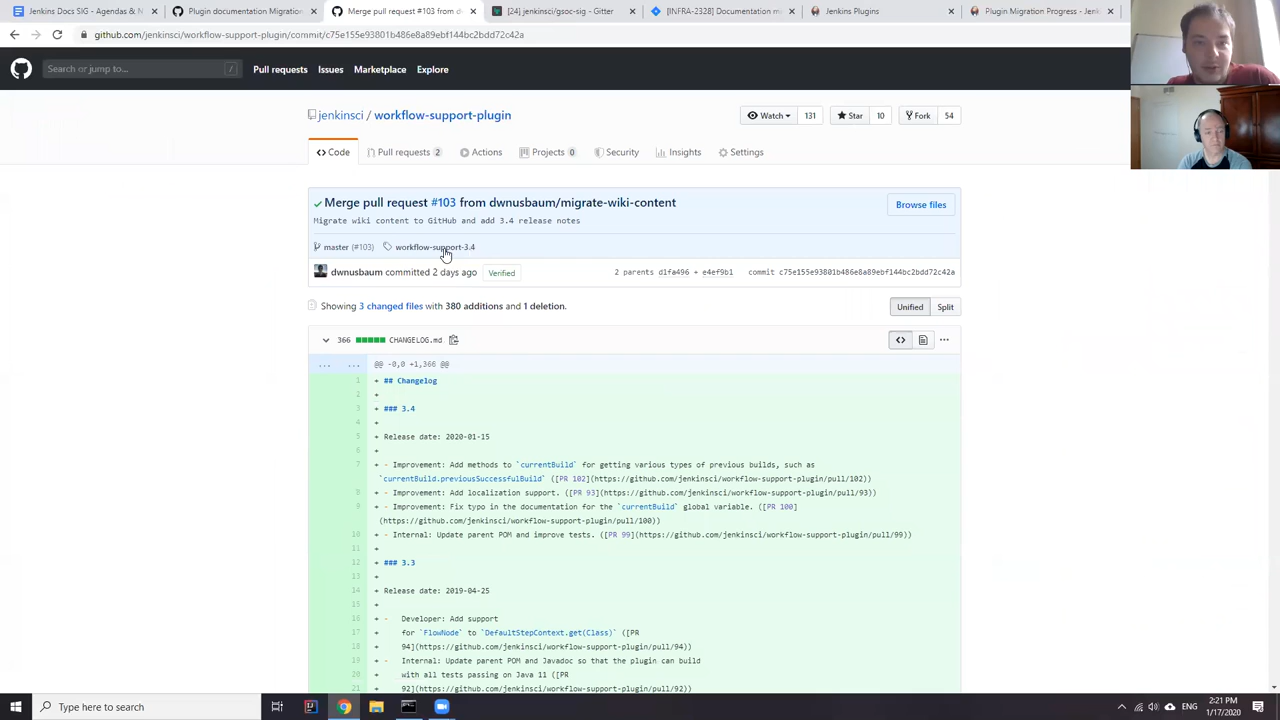 Jenkins Docs SIG - Agendas & N
Plugin documentation Migration
Merge pull request #103 from d
[24] jenkinsci/gsoc-sig - Gitter
[INFRA-2328] Documentation m
Jenkins Plugins
Plugin Migration Progress - Jenk
github.com/jenkinsci/workflow-support-plugin/commit/c75e155e93801b486e8a89ebf144bc2bdd72c42a
Search or jump to...
/
Pull requests
Issues
Marketplace
Explore
jenkinsci / workflow-support-plugin
Watch
131
Star
10
Fork
54
Code
Pull requests 2
Actions
Projects 0
Security
Insights
Settings
Merge pull request #103 from dwnusbaum/migrate-wiki-content
Browse files
Migrate wiki content to GitHub and add 3.4 release notes
master (#103)
workflow-support-3.4
dwnusbaum committed 2 days ago
Verified
2 parents d1fa496 + e4ef9b1
commit c75e155e93801b486e8a89ebf144bc2bdd72c42a
Showing 3 changed files with 380 additions and 1 deletion.
Unified
Split
366
CHANGELOG.md
...
... ... @@ -0,0 +1,366 @@
1 + ## Changelog
2 +
3 + ### 3.4
4 +
5 + Release date: 2020-01-15
6 +
7 + - Improvement: Add methods to `currentBuild` for getting various types of previous builds, such as
`currentBuild.previousSuccessfulBuild` ([PR 102](https://github.com/jenkinsci/workflow-support-plugin/pull/102))
8 + - Improvement: Add localization support. ([PR 93](https://github.com/jenkinsci/workflow-support-plugin/pull/93))
9 + - Improvement: Fix typo in the documentation for the `currentBuild` global variable. ([PR 100]
(https://github.com/jenkinsci/workflow-support-plugin/pull/100))
10 + - Internal: Update parent POM and improve tests. ([PR 99](https://github.com/jenkinsci/workflow-support-plugin/pull/99))
11 +
12 + ### 3.3
13 +
14 + Release date: 2019-04-25
15 +
16 + - Developer: Add support
17 + for `FlowNode` to `DefaultStepContext.get(Class)` ([PR
18 + 94](https://github.com/jenkinsci/workflow-support-plugin/pull/94))
19 + - Internal: Update parent POM and Javadoc so that the plugin can build
20 + with all tests passing on Java 11 ([PR
21 + 92](https://github.com/jenkinsci/workflow-support-plugin/pull/92))
Type here to search
ENG
2:21 PM
1/17/2020